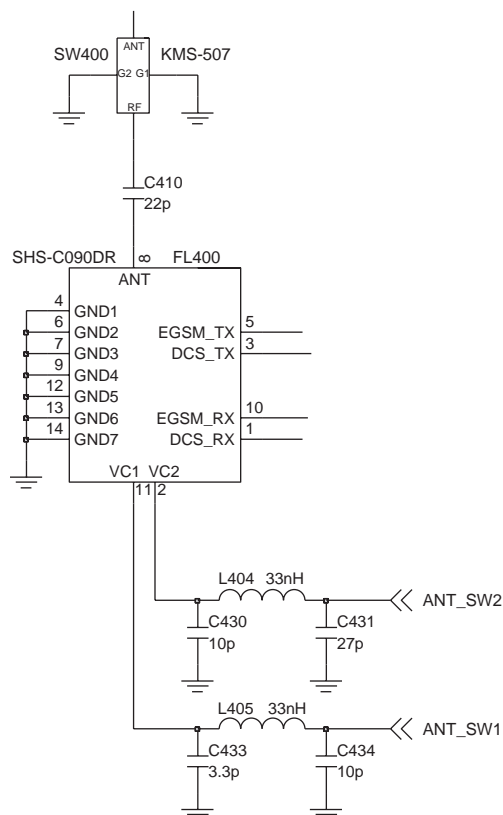 ANT
SW400 KMS-507
G2 G1
RF
C410
22p
SHS-C090DR 8 FL400
ANT
4 GND1
6 GND2 EGSM_TX 5
7 GND3 DCS_TX 3
9 GND4
12 GND5
13 GND6 EGSM_RX 10
14 GND7 DCS_RX 1
VC1 VC2
11 2
L404 33nH
ANT_SW2
C430 C431
10p 27p
L405 33nH
ANT_SW1
C433 C434
3.3p 10p